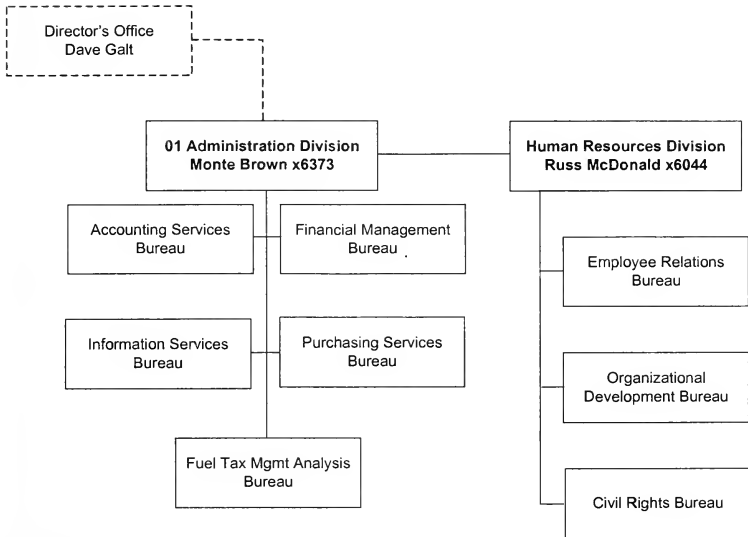 Director's Office
Dave Galt
01 Administration Division
Monte Brown x6373
Human Resources Division
Russ McDonald x6044
Accounting Services
Bureau
Financial Management
Bureau
Employee Relations
Bureau
Information Services
Bureau
Purchasing Services
Bureau
Organizational
Development Bureau
Fuel Tax Mgmt Analysis
Bureau
Civil Rights Bureau